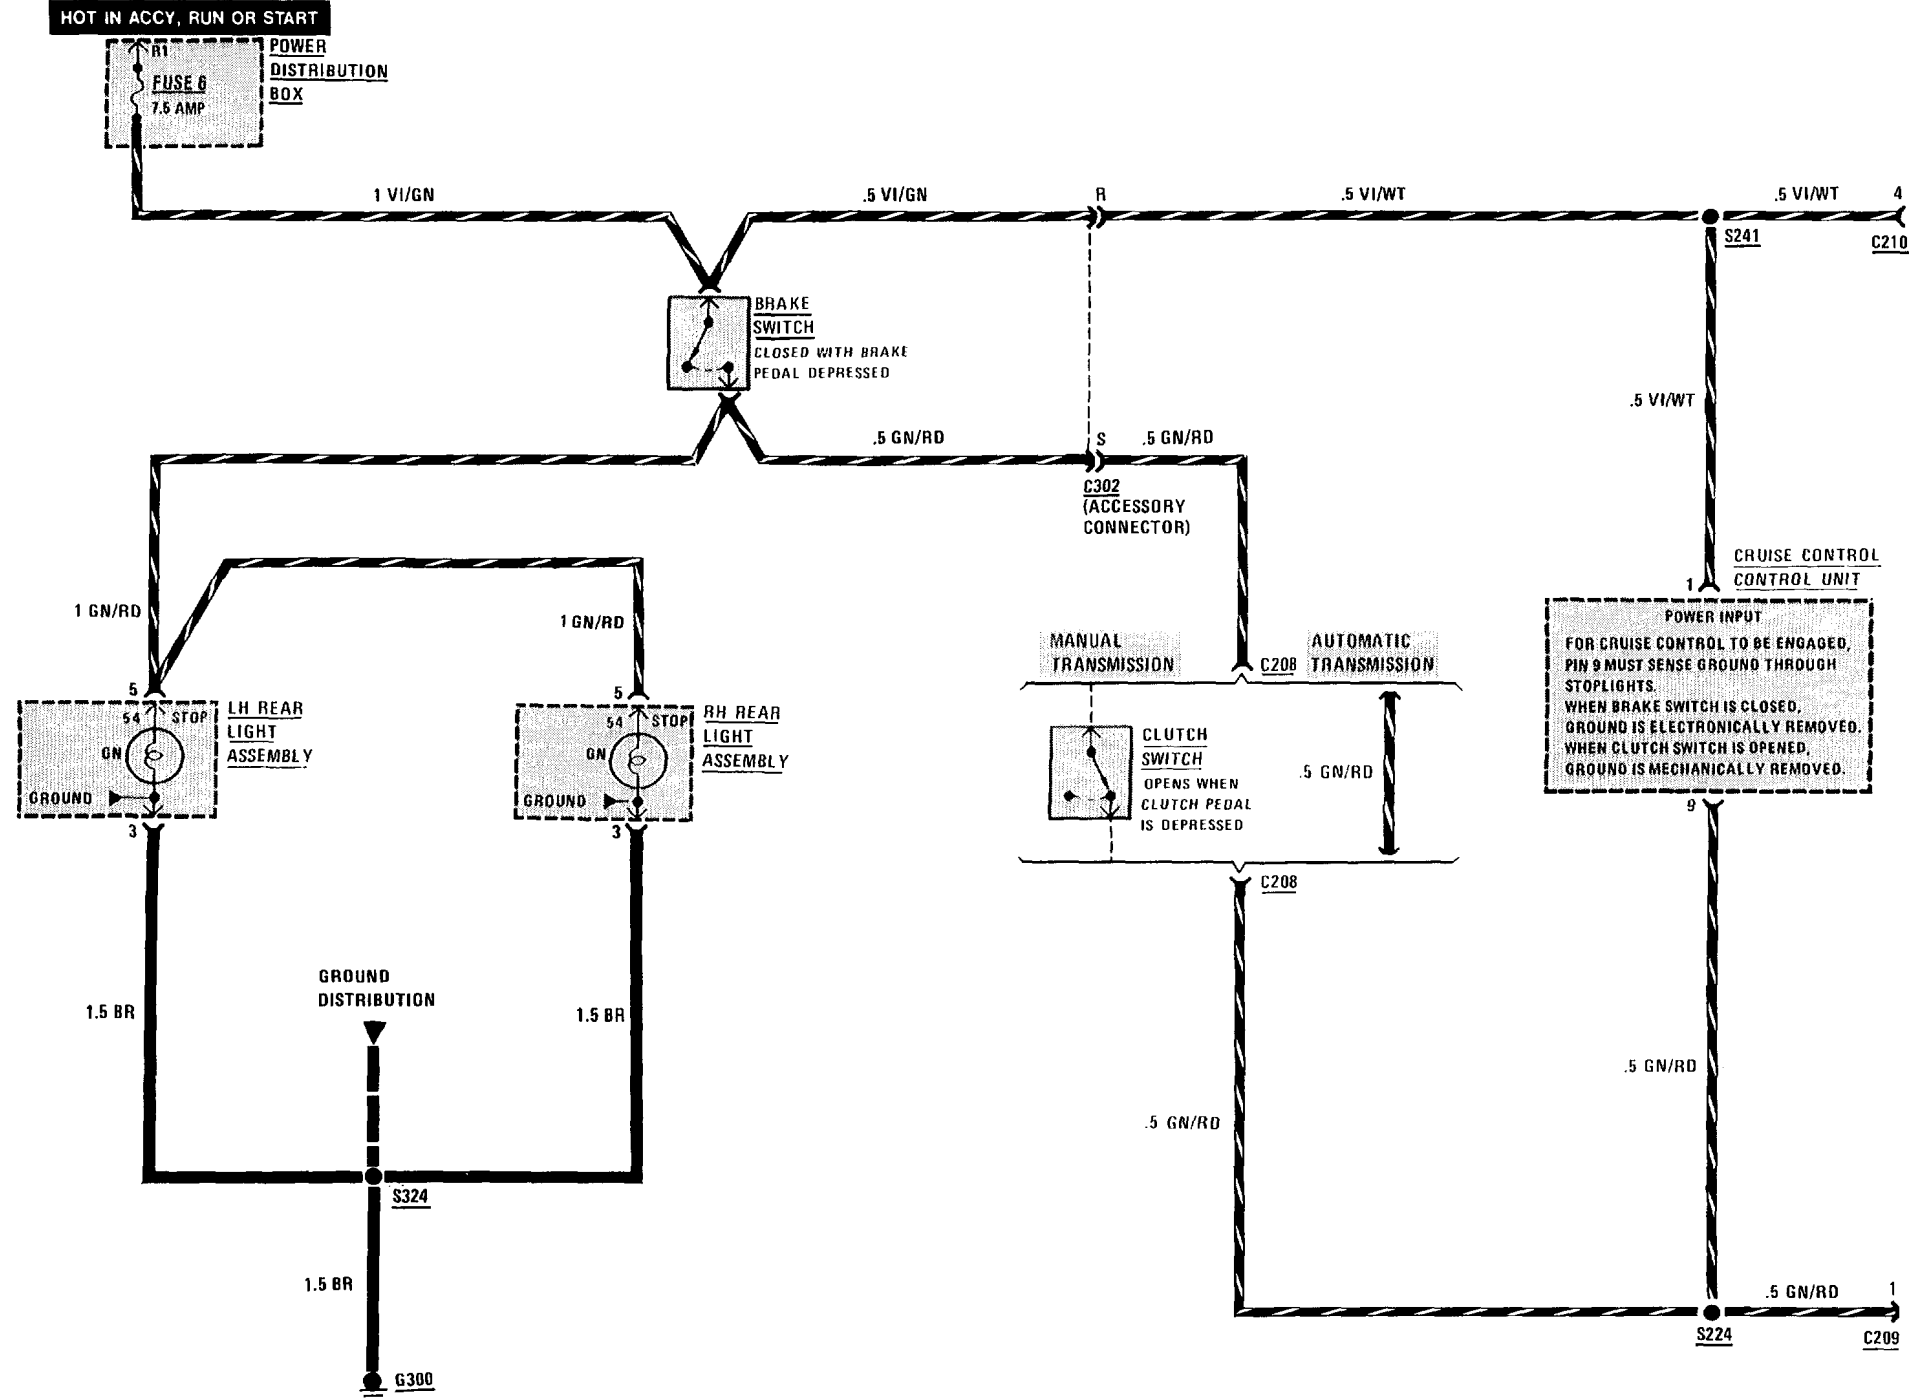 HOT IN ACCY, RUN OR START
R1
FUSE 6
7.5 AMP
POWER
DISTRIBUTION
BOX
1 VI/GN
.5 VI/GN
R
.5 VI/WT
.5 VI/WT
4
S241
C210
BRAKE
SWITCH
CLOSED WITH BRAKE
PEDAL DEPRESSED
.5 VI/WT
.5 GN/RD
S
.5 GN/RD
C302
(ACCESSORY
CONNECTOR)
CRUISE CONTROL
CONTROL UNIT
1
1 GN/RD
1 GN/RD
POWER INPUT
FOR CRUISE CONTROL TO BE ENGAGED,
PIN 9 MUST SENSE GROUND THROUGH
STOPLIGHTS.
WHEN BRAKE SWITCH IS CLOSED,
GROUND IS ELECTRONICALLY REMOVED.
WHEN CLUTCH SWITCH IS OPENED,
GROUND IS MECHANICALLY REMOVED.
MANUAL
TRANSMISSION
C208
AUTOMATIC
TRANSMISSION
5
54
STOP
GN
GROUND
3
LH REAR
LIGHT
ASSEMBLY
5
54
STOP
GN
GROUND
3
RH REAR
LIGHT
ASSEMBLY
CLUTCH
SWITCH
OPENS WHEN
CLUTCH PEDAL
IS DEPRESSED
.5 GN/RD
9
C208
GROUND
DISTRIBUTION
1.5 BR
1.5 BR
.5 GN/RD
.5 GN/RD
S324
1.5 BR
.5 GN/RD
1
S224
C209
G300